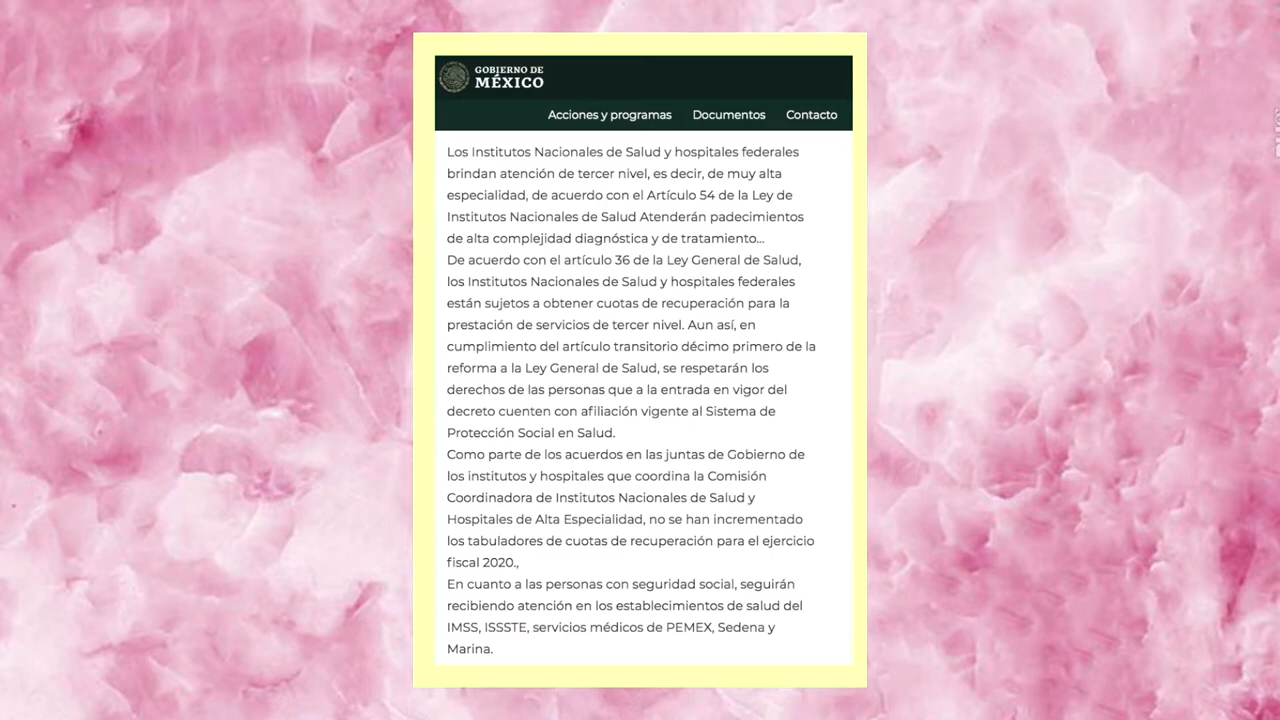 GOBIERNO DE
MÉXICO
Acciones y programas Documentos Contacto
Los Institutos Nacionales de Salud y hospitales federales
brindan atención de tercer nivel, es decir, de muy alta
especialidad, de acuerdo con el Artículo 54 de la Ley de
Institutos Nacionales de Salud Atenderán padecimientos
de alta complejidad diagnóstica y de tratamiento...
De acuerdo con el artículo 36 de la Ley General de Salud,
los Institutos Nacionales de Salud y hospitales federales
están sujetos a obtener cuotas de recuperación para la
prestación de servicios de tercer nivel. Aun así, en
cumplimiento del artículo transitorio décimo primero de la
reforma a la Ley General de Salud, se respetarán los
derechos de las personas que a la entrada en vigor del
decreto cuenten con afiliación vigente al Sistema de
Protección Social en Salud.
Como parte de los acuerdos en las juntas de Gobierno de
los institutos y hospitales que coordina la Comisión
Coordinadora de Institutos Nacionales de Salud y
Hospitales de Alta Especialidad, no se han incrementado
los tabuladores de cuotas de recuperación para el ejercicio
fiscal 2020.,
En cuanto a las personas con seguridad social, seguirán
recibiendo atención en los establecimientos de salud del
IMSS, ISSSTE, servicios médicos de PEMEX, Sedena y
Marina.